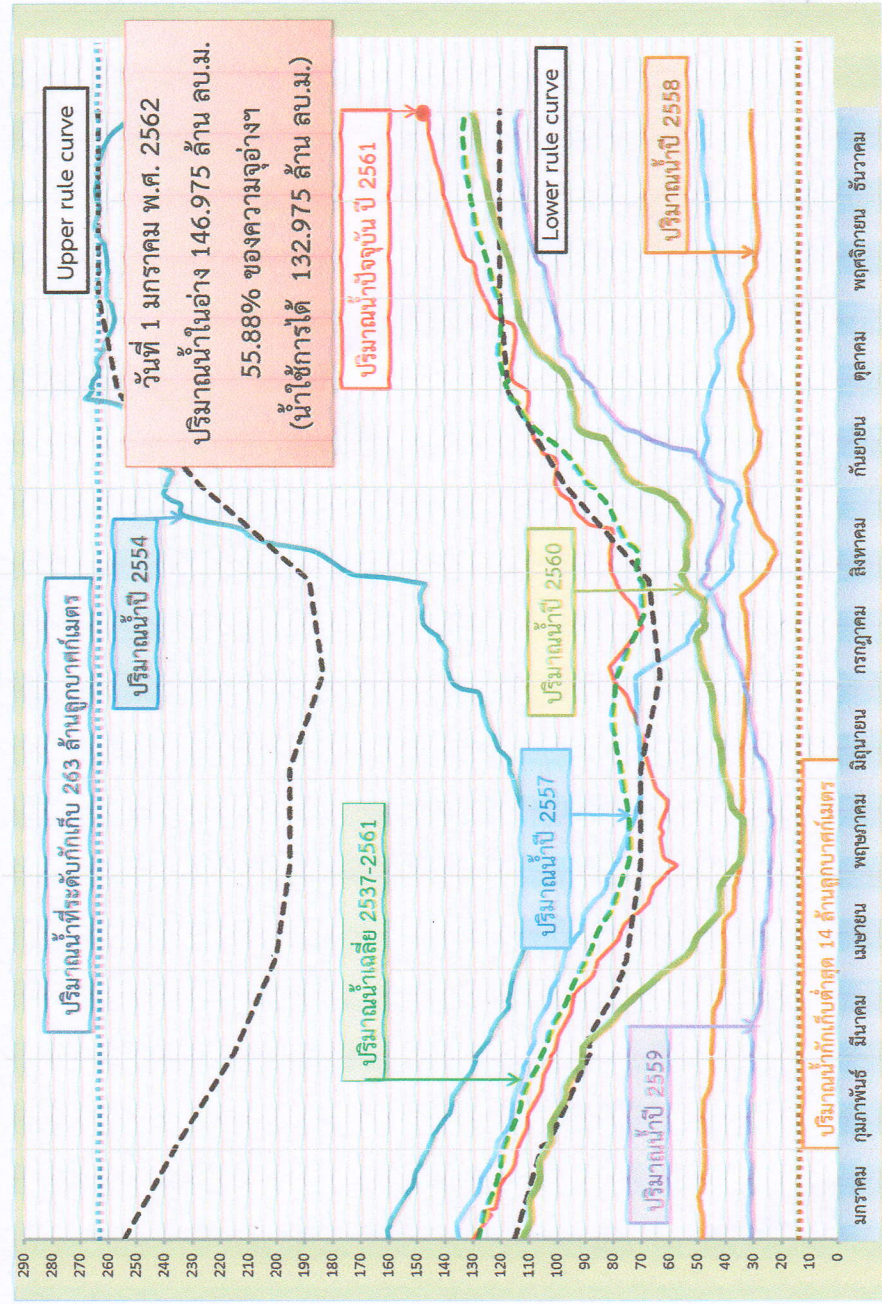 290
280
270
260
250
240
230
220
210
200
190
180
170
160
150
140
130
120
110
100
90
80
70
60
50
40
30
20
10
0
ปริมาณน้ำที่ระดับกักเก็บ 263 ล้านลูกบาศก์เมตร
Upper rule curve
ปริมาณน้ำปี 2554
วันที่ 1 มกราคม พ.ศ. 2562
ปริมาณน้ำในอ่าง 146.975 ล้าน ลบ.ม.
55.88% ของความจุอ่างฯ
(น้ำใช้การได้ 132.975 ล้าน ลบ.ม.)
ปริมาณน้ำเฉลี่ย 2537-2561
ปริมาณน้ำปัจจุบัน ปี 2561
ปริมาณน้ำปี 2557
ปริมาณน้ำปี 2560
Lower rule curve
ปริมาณน้ำปี 2559
ปริมาณน้ำปี 2558
ปริมาณน้ำกักเก็บต่ำสุด 14 ล้านลูกบาศก์เมตร
มกราคม กุมภาพันธ์ มีนาคม เมษายน พฤษภาคม มิถุนายน กรกฎาคม สิงหาคม กันยายน ตุลาคม พฤศจิกายน ธันวาคม